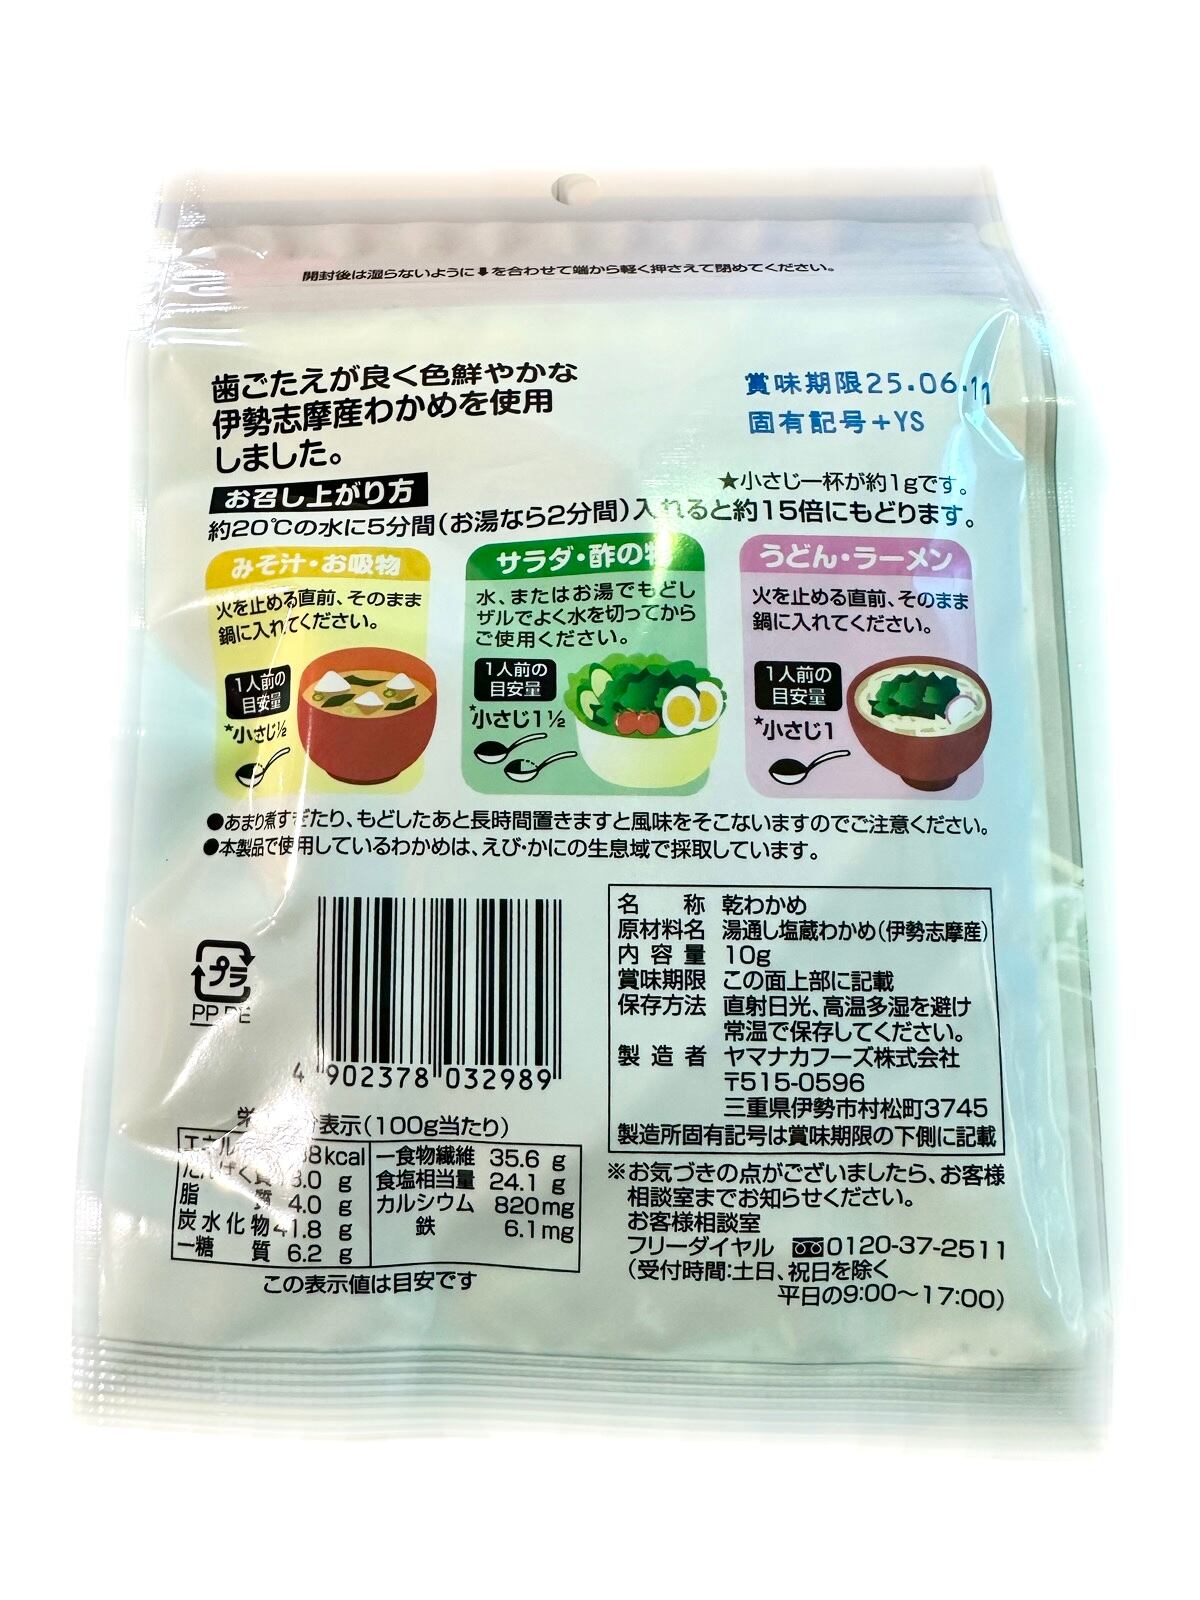 開封後は湿らないように⬇を合わせて端から軽く押さえて閉めてください。
歯ごたえが良く色鮮やかな
伊勢志摩産わかめを使用
しました。
賞味期限25.06.11
固有記号+YS
お召し上がり方
★小さじ一杯が約1gです。
約20℃の水に5分間(お湯なら2分間)入れると約15倍にもどります。
みそ汁・お吸物
火を止める直前、そのまま
鍋に入れてください。
1人前の
目安量
★小さじ½
サラダ・酢の物
水、またはお湯でもどし
ザルでよく水を切ってから
ご使用ください。
1人前の
目安量
★小さじ1½
うどん・ラーメン
火を止める直前、そのまま
鍋に入れてください。
1人前の
目安量
★小さじ1
●あまり煮すぎたり、もどしたあと長時間置きますと風味をそこないますのでご注意ください。
●本製品で使用しているわかめは、えび・かにの生息域で採取しています。
プラ
PP,PE
4 902378 032989
名称 乾わかめ
原材料名 湯通し塩蔵わかめ(伊勢志摩産)
内容量 10g
賞味期限 この面上部に記載
保存方法 直射日光、高温多湿を避け
常温で保存してください。
製造者 ヤマナカフーズ株式会社
〒515-0596
三重県伊勢市村松町3745
製造所固有記号は賞味期限の下側に記載
※お気づきの点がございましたら、お客様
相談室までお知らせください。
お客様相談室
フリーダイヤル 0120-37-2511
(受付時間:土日、祝日を除く
平日の9:00〜17:00)
表示(100g当たり)
kcal
g
脂質 4.0 g
炭水化物 41.8 g
ー糖質 6.2 g
ー食物繊維 35.6 g
食塩相当量 24.1 g
カルシウム 820mg
鉄 6.1mg
この表示値は目安です